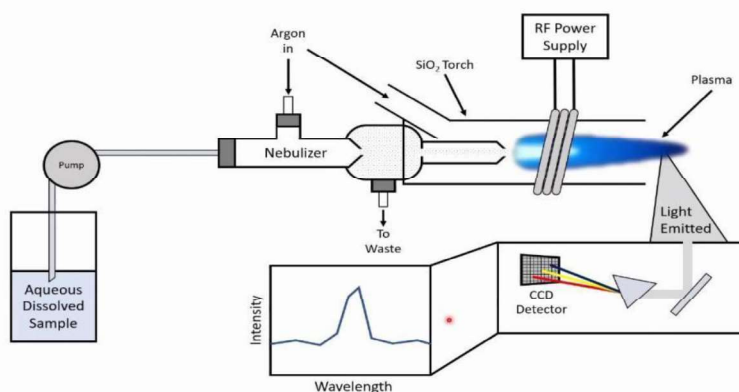 RF Power
Supply
Argon
in
SiO₂ Torch
Plasma
Nebulizer
Pump
To
Waste
Light
Emitted
Aqueous
Dissolved
Sample
CCD
Detector
Intensity
Wavelength